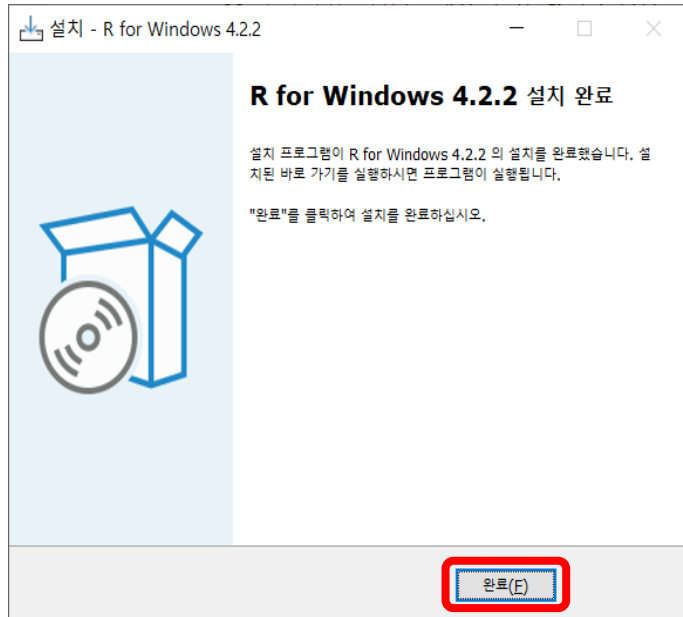 설치 - R for Windows 4.2.2
R for Windows 4.2.2 설치 완료
설치 프로그램이 R for Windows 4.2.2 의 설치를 완료했습니다. 설
치된 바로 가기를 실행하시면 프로그램이 실행됩니다.
"완료"를 클릭하여 설치를 완료하십시오.
완료(F)